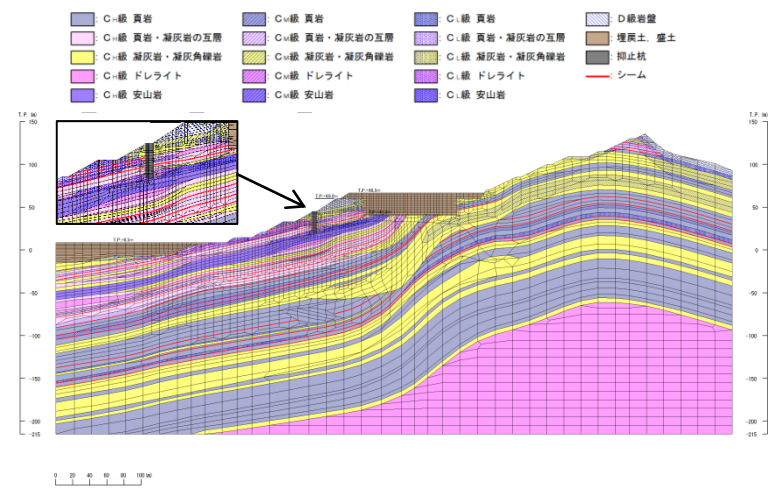 : CH級 頁岩
: CM級 頁岩
: CL級 頁岩
: D級岩盤
: CH級 頁岩・凝灰岩の互層
: CM級 頁岩・凝灰岩の互層
: CL級 頁岩・凝灰岩の互層
: 埋戻土，盛土
: CH級 凝灰岩・凝灰角礫岩
: CM級 凝灰岩・凝灰角礫岩
: CL級 凝灰岩・凝灰角礫岩
: 抑止杭
: CH級 ドレライト
: CM級 ドレライト
: CL級 ドレライト
: シーム
: CH級 安山岩
: CM級 安山岩
: CL級 安山岩
T.P. (m)
T.P. (m)
150
150
100
100
50
50
0
0
-50
-50
-100
-100
-150
-150
-200
-200
-215
-215
0 20 40 60 80 100 (m)